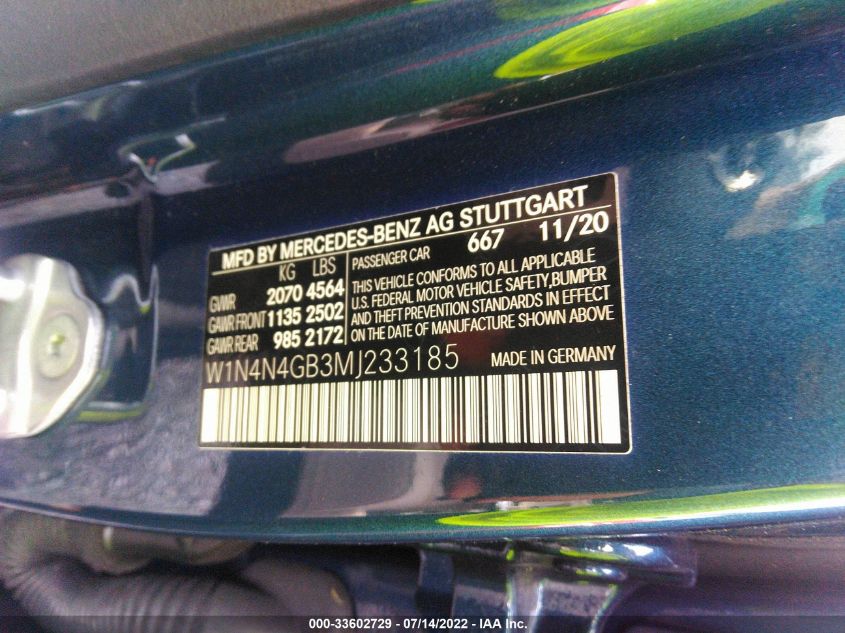 MFD BY MERCEDES-BENZ AG STUTTGART
KG LBS PASSENGER CAR 667 11/20
GVWR 2070 4564
GAWR FRONT 1135 2502
GAWR REAR 985 2172
THIS VEHICLE CONFORMS TO ALL APPLICABLE
U.S. FEDERAL MOTOR VEHICLE SAFETY,BUMPER
AND THEFT PREVENTION STANDARDS IN EFFECT
ON THE DATE OF MANUFACTURE SHOWN ABOVE
W1N4N4GB3MJ233185 MADE IN GERMANY
000-33602729 - 07/14/2022 - IAA Inc.